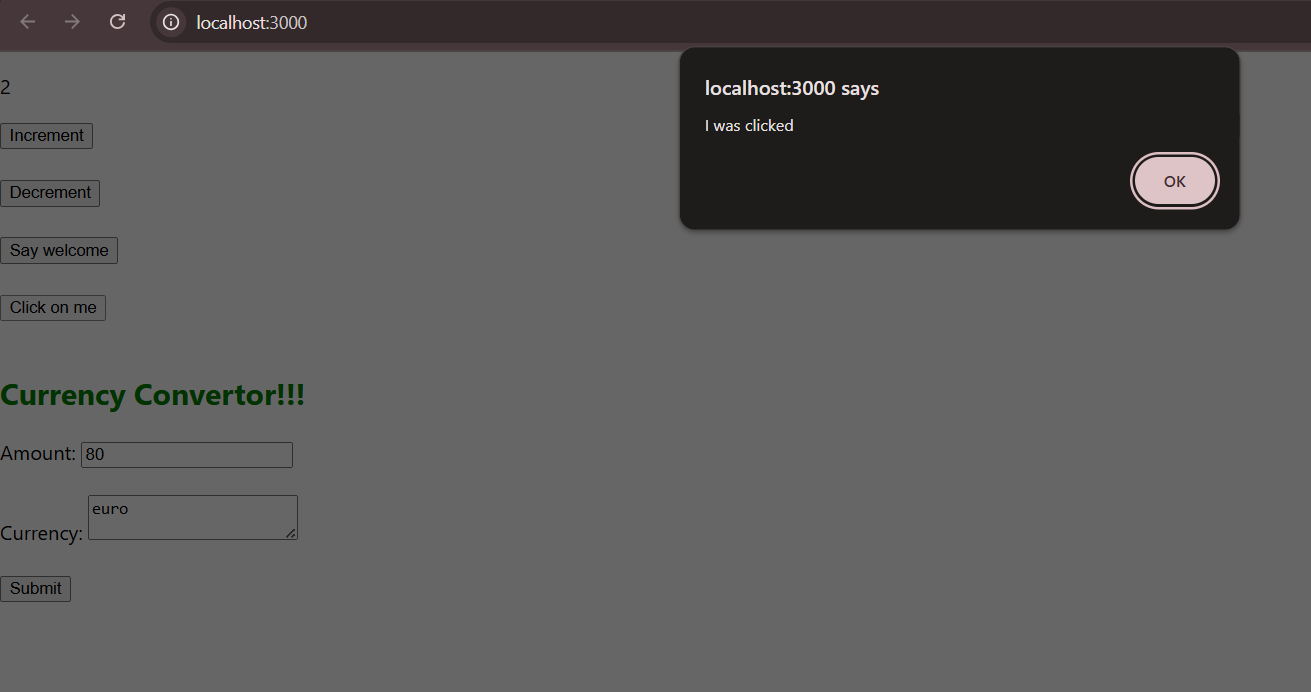 localhost:3000
localhost:3000 says
I was clicked
OK
2
Increment
Decrement
Say welcome
Click on me
Currency Convertor!!!
Amount: 80
Currency: euro
Submit